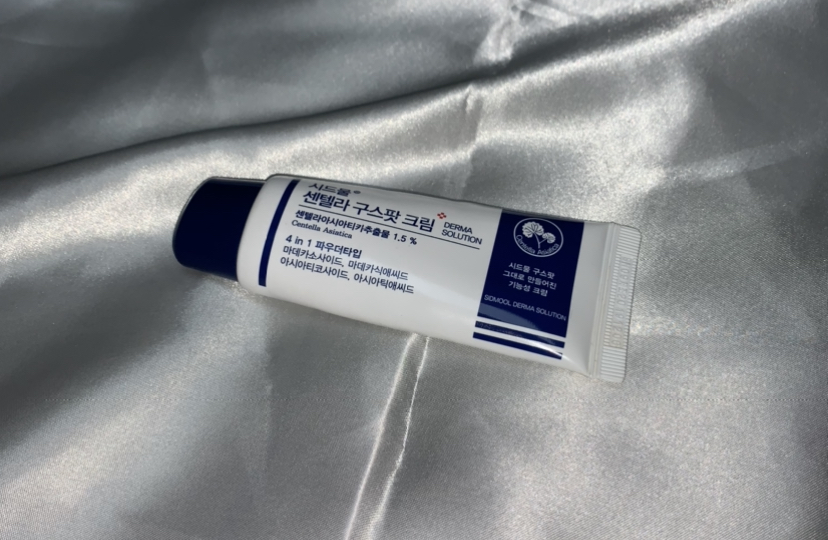 시드물®
센텔라 구스팟 크림
DERMA
SOLUTION
센텔라아시아티카추출물 1.5 %
Centella Asiatica
4 in 1 파우더타입
마데카소사이드, 마데카식애씨드
아시아티코사이드, 아시아틱애씨드
Centella Asiatica
시드물 구스팟
그대로 만들어진
기능성 크림
SIDMOOL DERMA SOLUTION